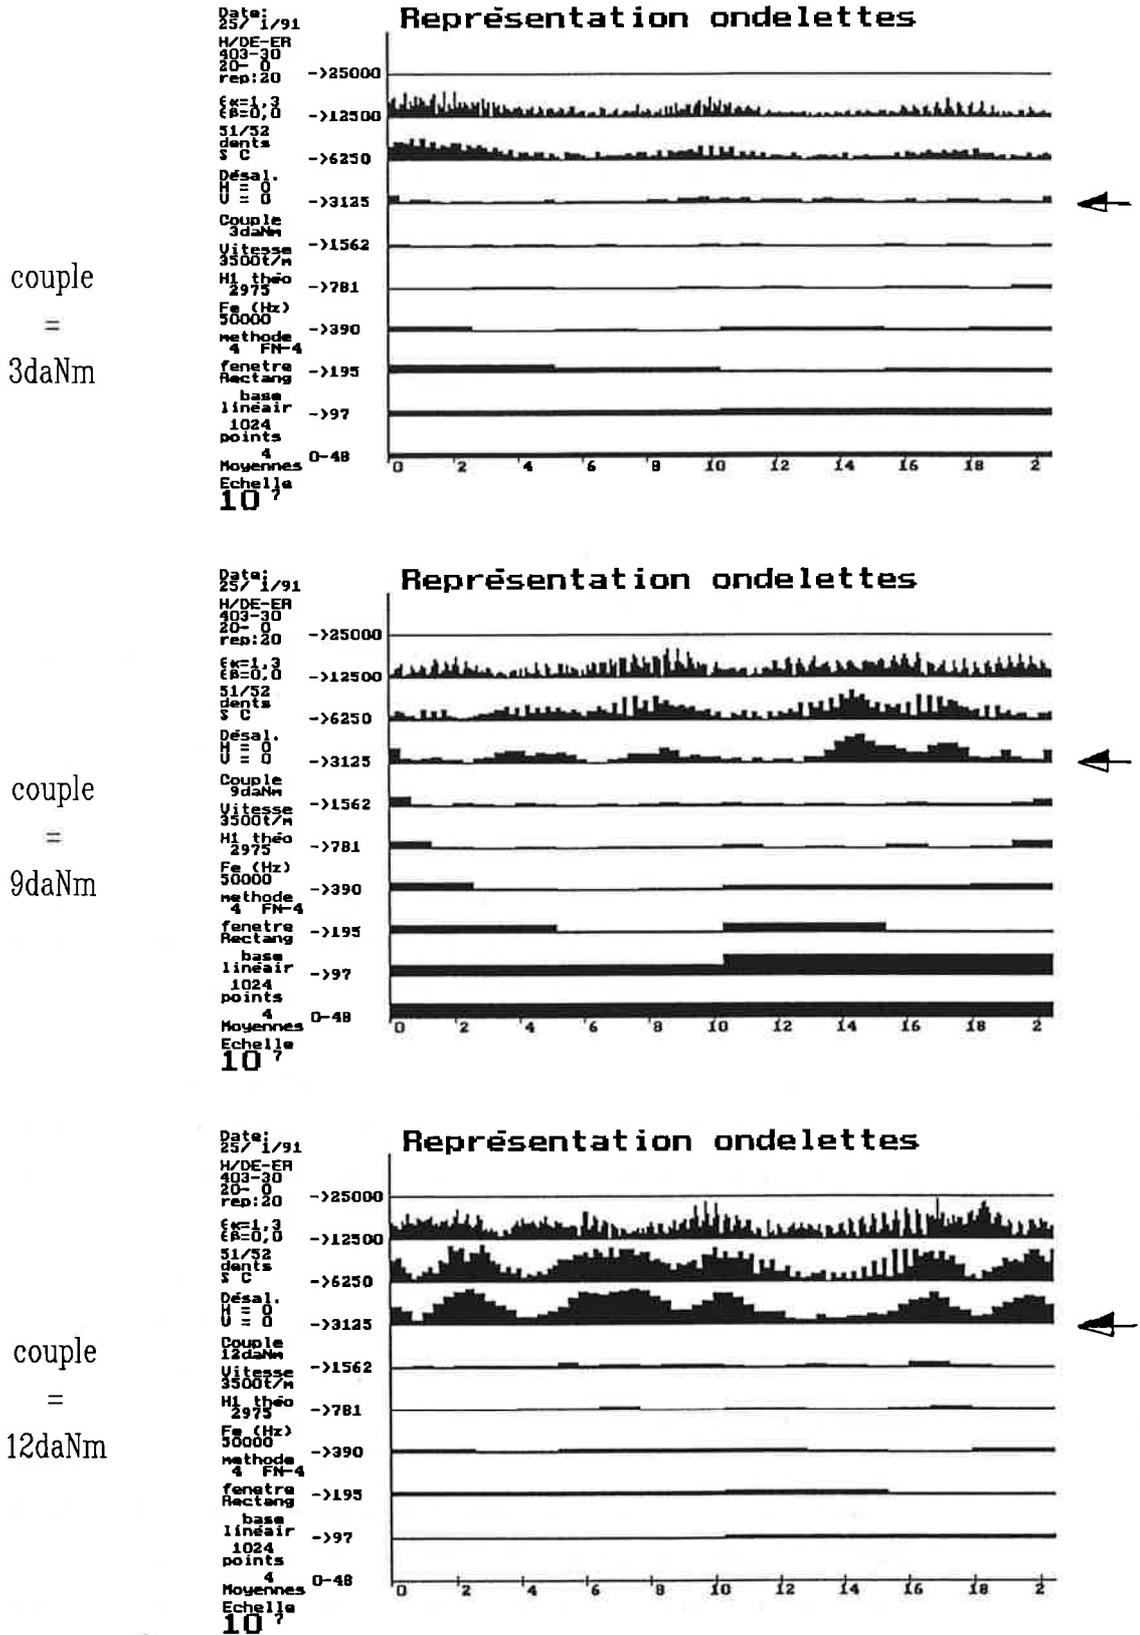 Représentation ondelettes
Date:
25/ 1/91
H/DE-ER
403-30
20- 0
rep:20
->25000
€α=1,3
€β=0,0
->12500
51/52
dents
S C
->6250
Désal.
H = 0
V = 0
->3125
Couple
3daNm
->1562
Vitesse
3500t/m
couple
=
3daNm
H1 théo
2975
->781
Fe (Hz)
50000
->390
methode
4 FN-4
fenetre
Rectang
->195
base
linéair
->97
1024
points
4
Moyennes
0-48
0 2 4 6 8 10 12 14 16 18 2
Echelle
10 7
Représentation ondelettes
Date:
25/ 1/91
H/DE-ER
403-30
20- 0
rep:20
->25000
€α=1,3
€β=0,0
->12500
51/52
dents
S C
->6250
Désal.
H = 0
V = 0
->3125
Couple
9daNm
->1562
Vitesse
3500t/m
couple
=
9daNm
H1 théo
2975
->781
Fe (Hz)
50000
->390
methode
4 FN-4
fenetre
Rectang
->195
base
linéair
->97
1024
points
4
Moyennes
0-48
0 2 4 6 8 10 12 14 16 18 2
Echelle
10 7
Représentation ondelettes
Date:
25/ 1/91
H/DE-ER
403-30
20- 0
rep:20
->25000
€α=1,3
€β=0,0
->12500
51/52
dents
S C
->6250
Désal.
H = 0
V = 0
->3125
Couple
12daNm
->1562
Vitesse
3500t/m
couple
=
12daNm
H1 théo
2975
->781
Fe (Hz)
50000
->390
methode
4 FN-4
fenetre
Rectang
->195
base
linéair
->97
1024
points
4
Moyennes
0-48
0 2 4 6 8 10 12 14 16 18 2
Echelle
10 7